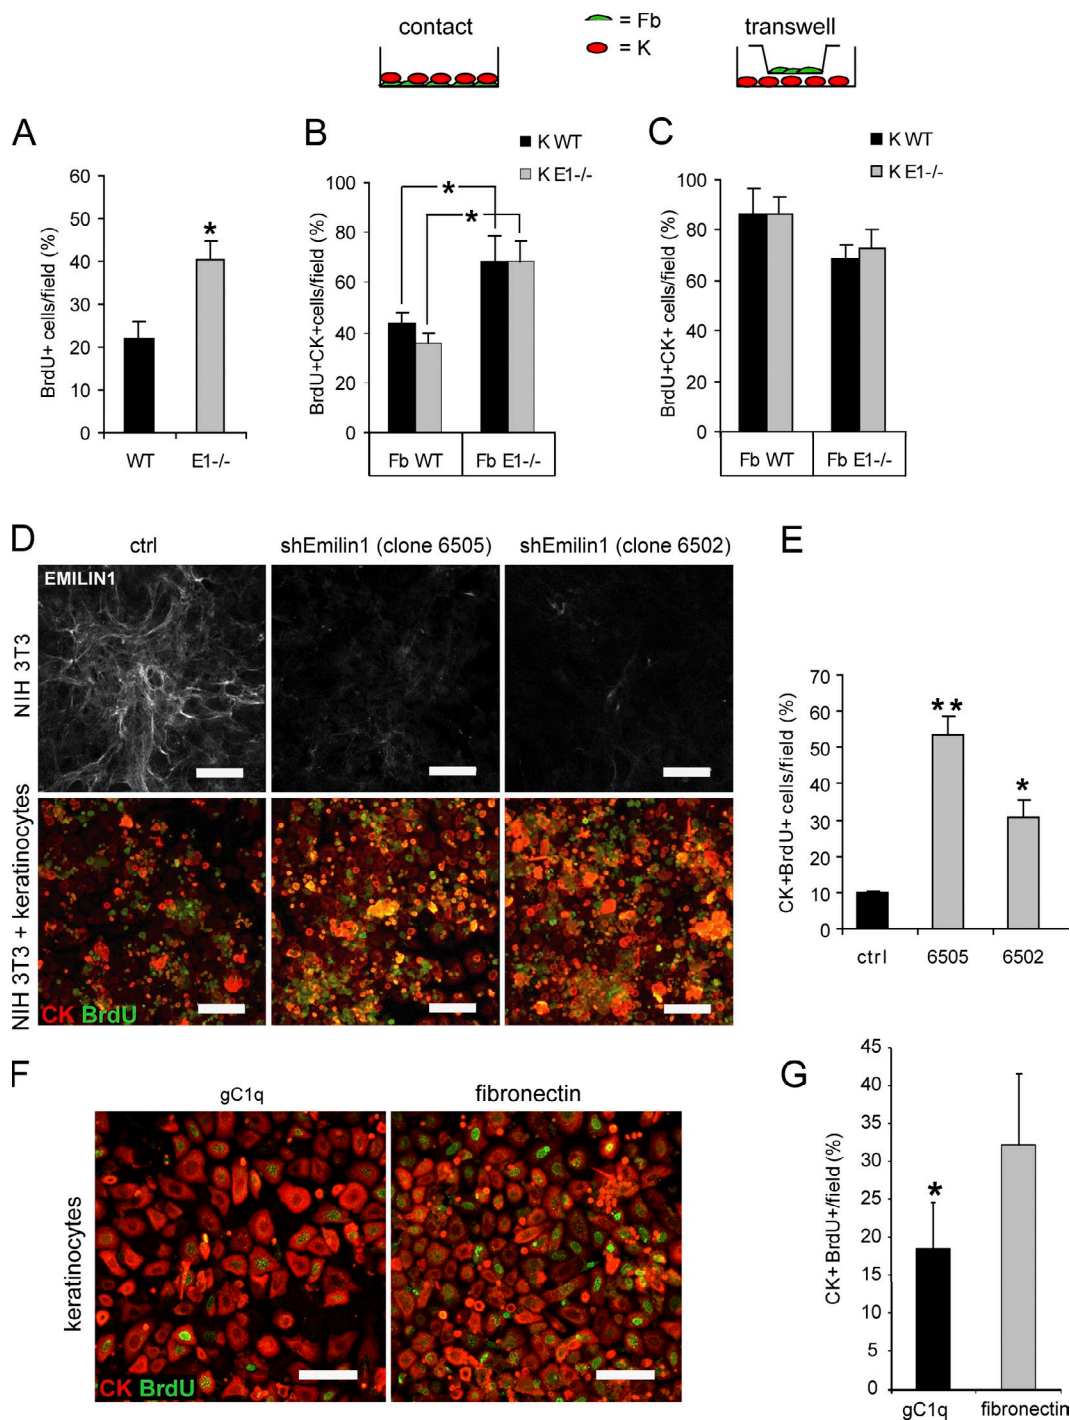 contact
= Fb
= K
transwell
A
BrdU+ cells/field (%)
60
50
40
30
20
10
0
*
WT
E1-/-
B
K WT
K E1-/-
BrdU+CK+cells/field (%)
100
80
60
40
20
0
*
*
Fb WT
Fb E1-/-
C
K WT
K E1-/-
BrdU+CK+ cells/field (%)
100
80
60
40
20
0
Fb WT
Fb E1-/-
D
ctrl
shEmilin1 (clone 6505)
shEmilin1 (clone 6502)
EMILIN1
NIH 3T3
NIH 3T3 + keratinocytes
CK BrdU
E
CK+BrdU+ cells/field (%)
70
60
50
40
30
20
10
0
**
*
ctrl
6505
6502
F
gC1q
fibronectin
keratinocytes
CK BrdU
G
CK+ BrdU+/field (%)
45
40
35
30
25
20
15
10
5
0
*
gC1q
fibronectin